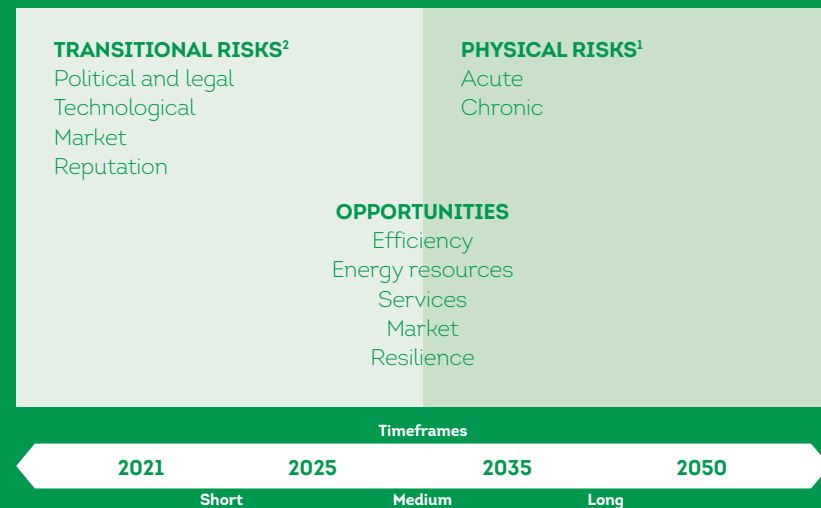 TRANSITIONAL RISKS²
Political and legal
Technological
Market
Reputation
PHYSICAL RISKS¹
Acute
Chronic
OPPORTUNITIES
Efficiency
Energy resources
Services
Market
Resilience
Timeframes
2021 2025 2035 2050
Short Medium Long